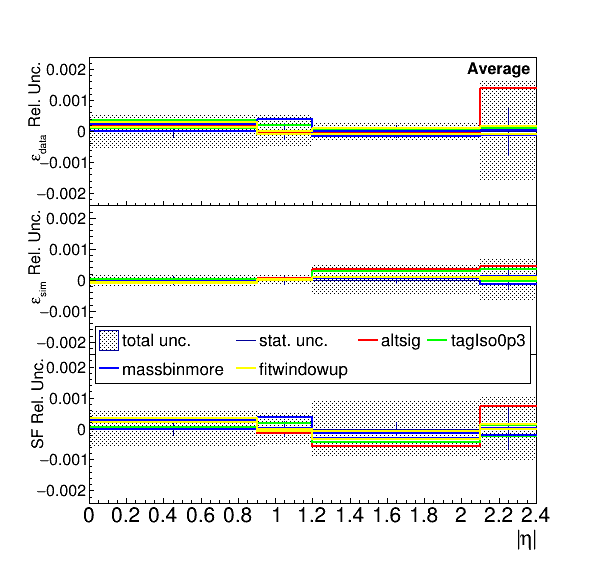 Average
ε_data Rel. Unc.
0.002
0.001
0
−0.001
−0.002
ε_sim Rel. Unc.
0.002
0.001
0
−0.001
−0.002
total unc. stat. unc. altsig tagIso0p3
massbinmore fitwindowup
SF Rel. Unc.
0.002
0.001
0
−0.001
−0.002
0 0.2 0.4 0.6 0.8 1 1.2 1.4 1.6 1.8 2 2.2 2.4
|η|